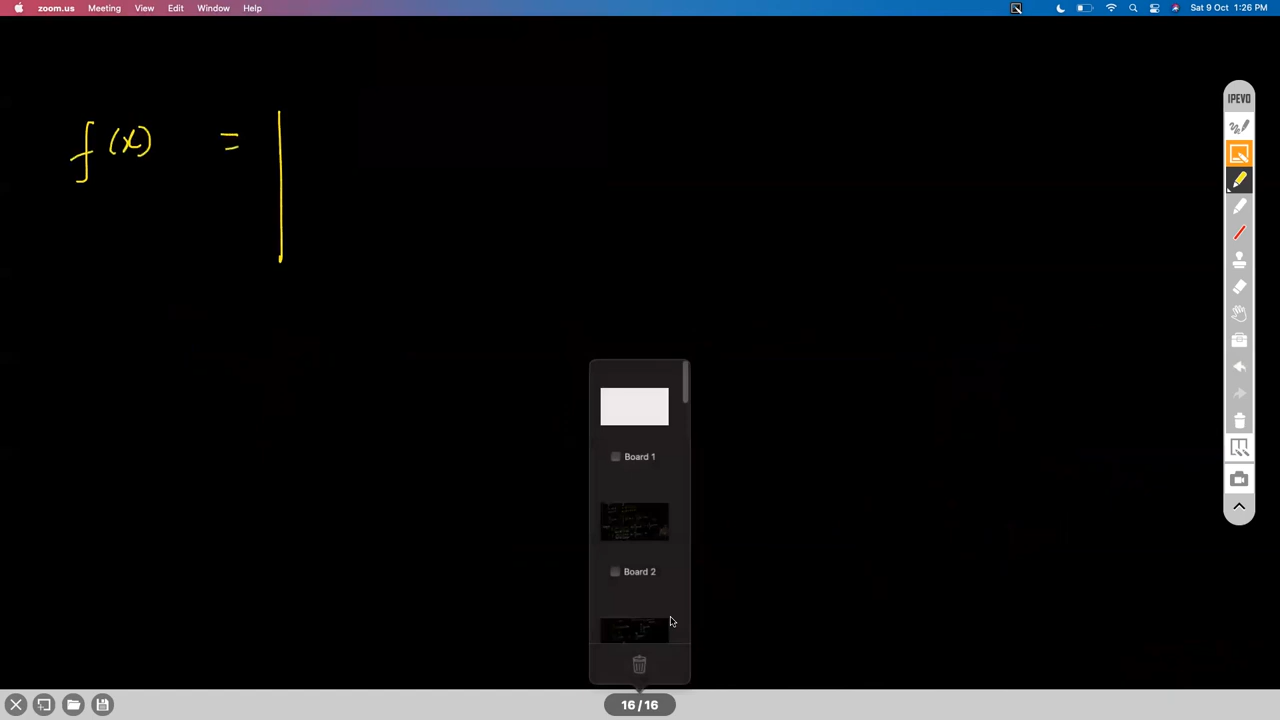 zoom.us Meeting View Edit Window Help Sat 9 Oct 1:26 PM
IPEVO
f(x) = |
Board 1
Board 2
16 / 16